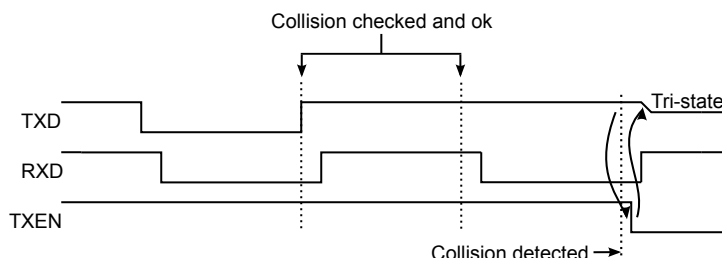 Collision checked and ok
Tri-state
TXD
RXD
TXEN
Collision detected